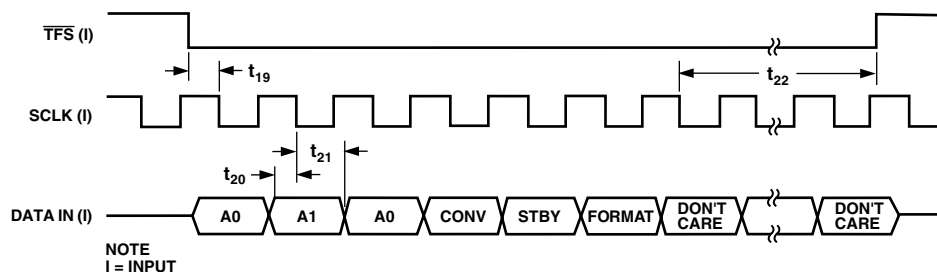 TFS (I)
t19
t22
SCLK (I)
t21
t20
DATA IN (I)
A0
A1
A0
CONV
STBY
FORMAT
DON'T
CARE
DON'T
CARE
NOTE
I = INPUT